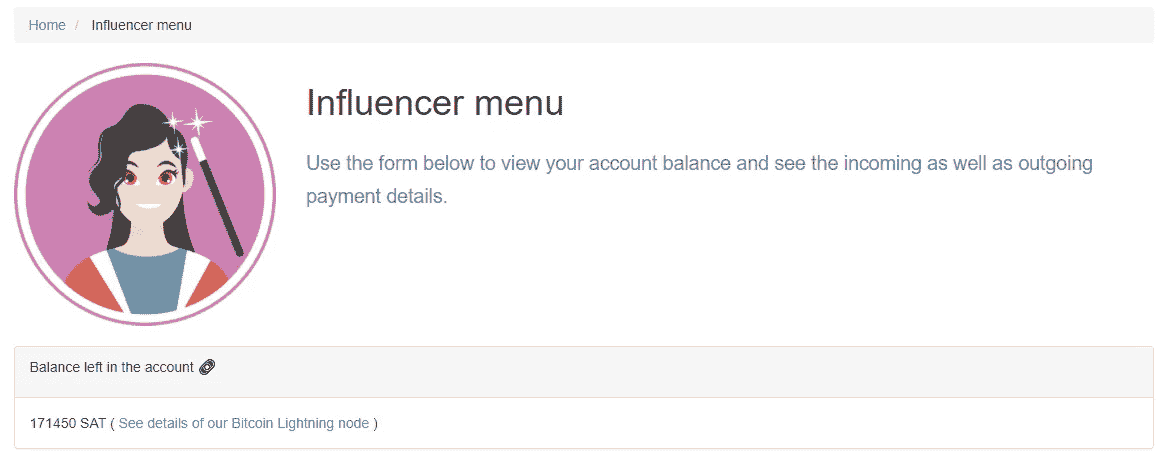 Home / Influencer menu
Influencer menu
Use the form below to view your account balance and see the incoming as well as outgoing
payment details.
Balance left in the account
171450 SAT ( See details of our Bitcoin Lightning node )